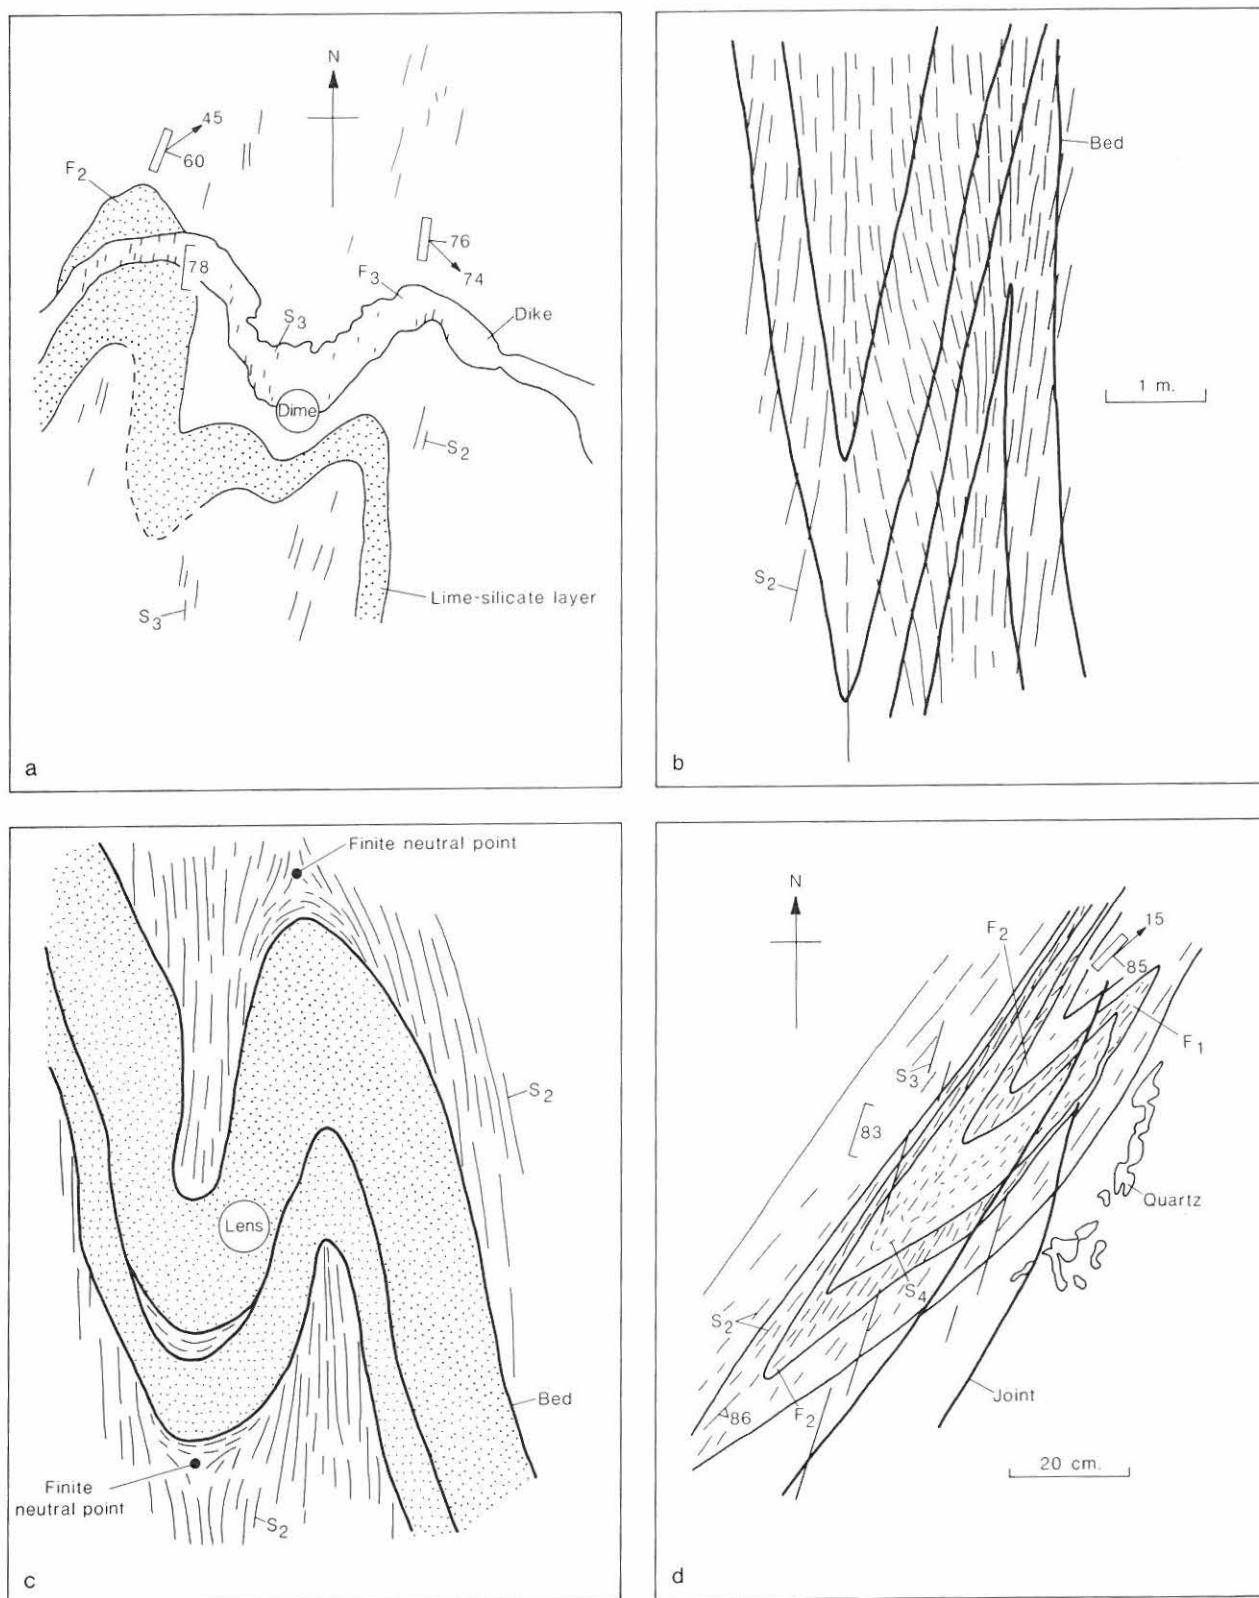 N
45
60
F2
78
76
74
F3
S3
Dike
Dime
S2
Lime-silicate layer
S3
a
Bed
1 m.
S2
b
Finite neutral point
S2
Lens
Bed
Finite
neutral point
S2
c
N
15
F2
85
F1
S3
83
Quartz
S4
S2
Joint
86
F2
20 cm.
d